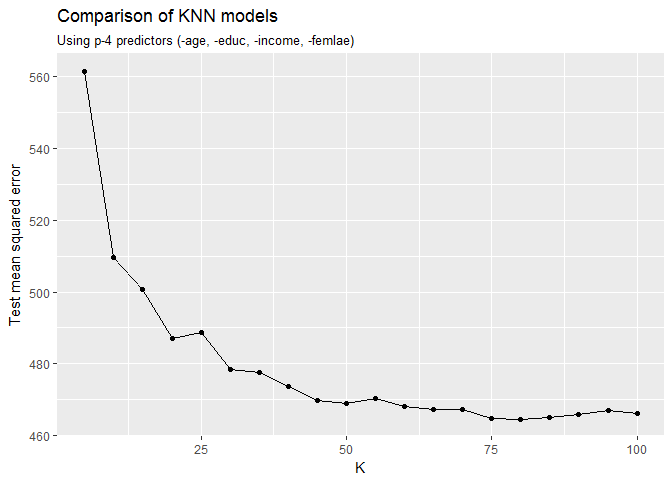 Comparison of KNN models
Using p-4 predictors (-age, -educ, -income, -femlae)
560
540
520
500
480
460
Test mean squared error
25 50 75 100
K